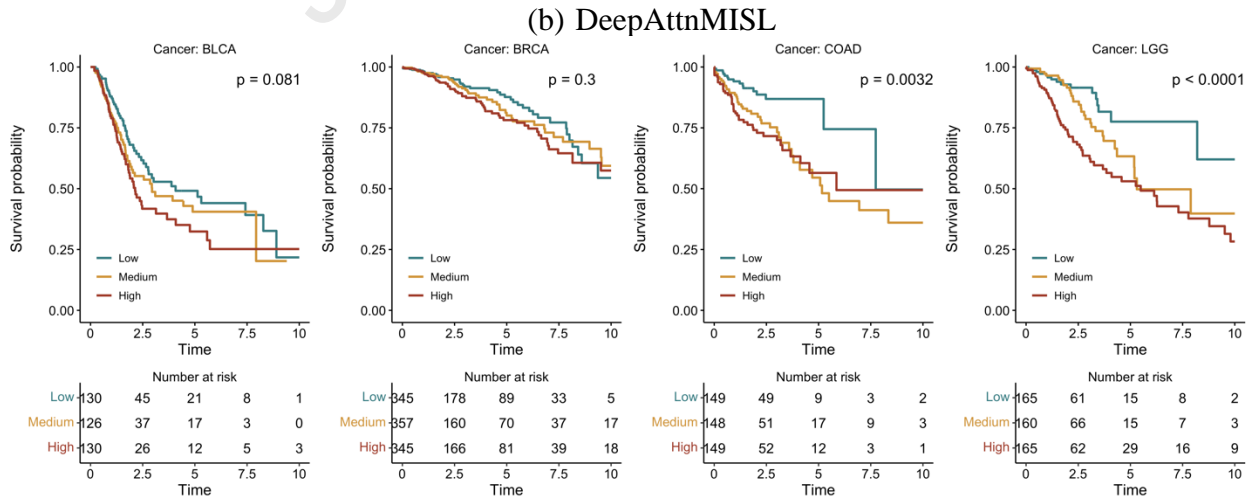 (b) DeepAttnMISL
Cancer: BLCA
p = 0.081
Survival probability
1.00
0.75
0.50
0.25
0.00
Low
Medium
High
0 2.5 5 7.5 10
Time
Number at risk
Low 130 45 21 8 1
Medium 126 37 17 3 0
High 130 26 12 5 3
0 2.5 5 7.5 10
Time
Cancer: BRCA
p = 0.3
Survival probability
1.00
0.75
0.50
0.25
0.00
Low
Medium
High
0 2.5 5 7.5 10
Time
Number at risk
Low 345 178 89 33 5
Medium 357 160 70 37 17
High 345 166 81 39 18
0 2.5 5 7.5 10
Time
Cancer: COAD
p = 0.0032
Survival probability
1.00
0.75
0.50
0.25
0.00
Low
Medium
High
0 2.5 5 7.5 10
Time
Number at risk
Low 149 49 9 3 2
Medium 148 51 17 9 3
High 149 52 12 3 1
0 2.5 5 7.5 10
Time
Cancer: LGG
p < 0.0001
Survival probability
1.00
0.75
0.50
0.25
0.00
Low
Medium
High
0 2.5 5 7.5 10
Time
Number at risk
Low 165 61 15 8 2
Medium 160 66 15 7 3
High 165 62 29 16 9
0 2.5 5 7.5 10
Time